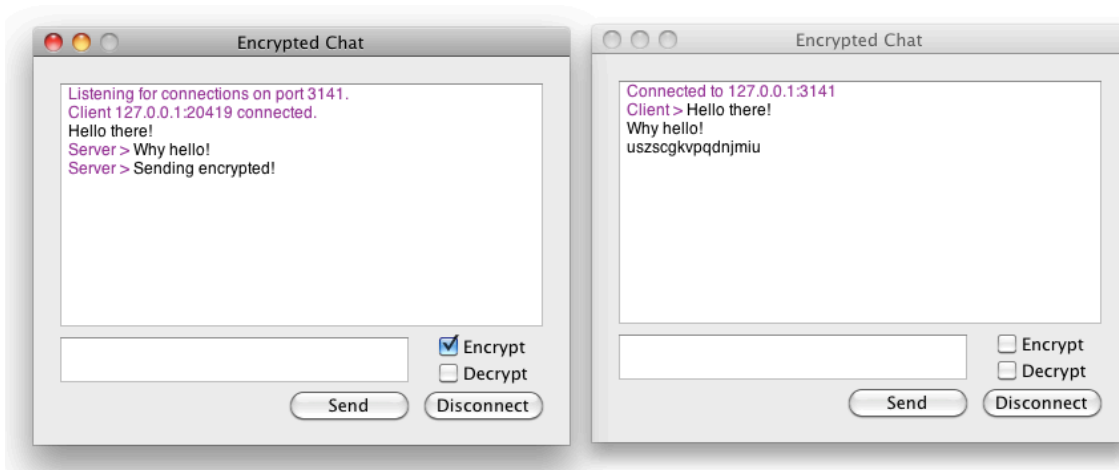 Encrypted Chat
Listening for connections on port 3141.
Client 127.0.0.1:20419 connected.
Hello there!
Server > Why hello!
Server > Sending encrypted!
Encrypt
Decrypt
Send
Disconnect
Encrypted Chat
Connected to 127.0.0.1:3141
Client > Hello there!
Why hello!
uszscgkvpqdnjmiu
Encrypt
Decrypt
Send
Disconnect